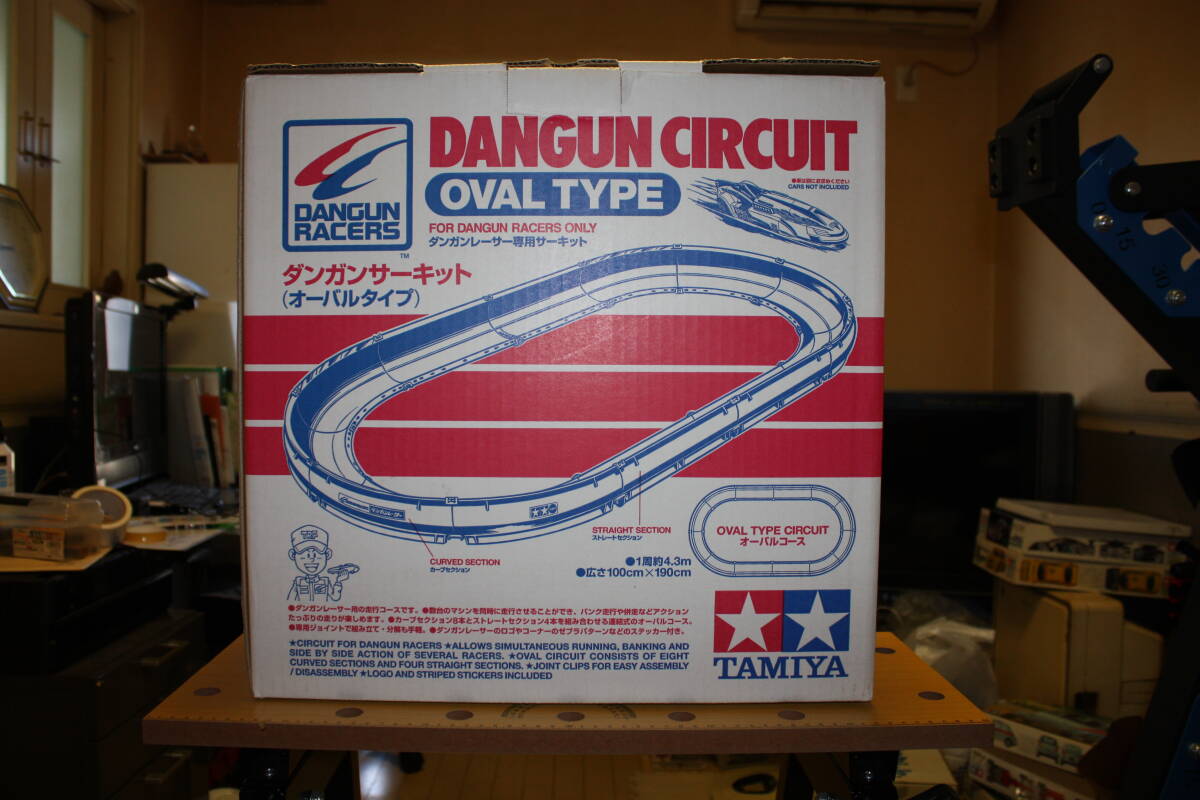 DANGUN CIRCUIT
OVAL TYPE
●車は別にお求めください
CARS NOT INCLUDED
DANGUN
RACERS
TM
FOR DANGUN RACERS ONLY
ダンガンレーサー専用サーキット
ダンガンサーキット
(オーバルタイプ)
STRAIGHT SECTION
ストレートセクション
CURVED SECTION
カーブセクション
OVAL TYPE CIRCUIT
オーバルコース
●1周約4.3m
●広さ100cm×190cm
●ダンガンレーサー用の走行コースです。●数台のマシンを同時に走行させることができ、バンク走行や併走などアクション
たっぷりの走りが楽しめます。●カーブセクション8本とストレートセクション4本を組み合わせる連結式のオーバルコース。
●専用ジョイントで組み立て・分解も手軽。●ダンガンレーサーのロゴやコーナーのゼブラパターンなどのステッカー付き。
★CIRCUIT FOR DANGUN RACERS ★ALLOWS SIMULTANEOUS RUNNING, BANKING AND
SIDE BY SIDE ACTION OF SEVERAL RACERS. ★OVAL CIRCUIT CONSISTS OF EIGHT
CURVED SECTIONS AND FOUR STRAIGHT SECTIONS. ★JOINT CLIPS FOR EASY ASSEMBLY
/DISASSEMBLY ★LOGO AND STRIPED STICKERS INCLUDED
TAMIYA
0
15
30